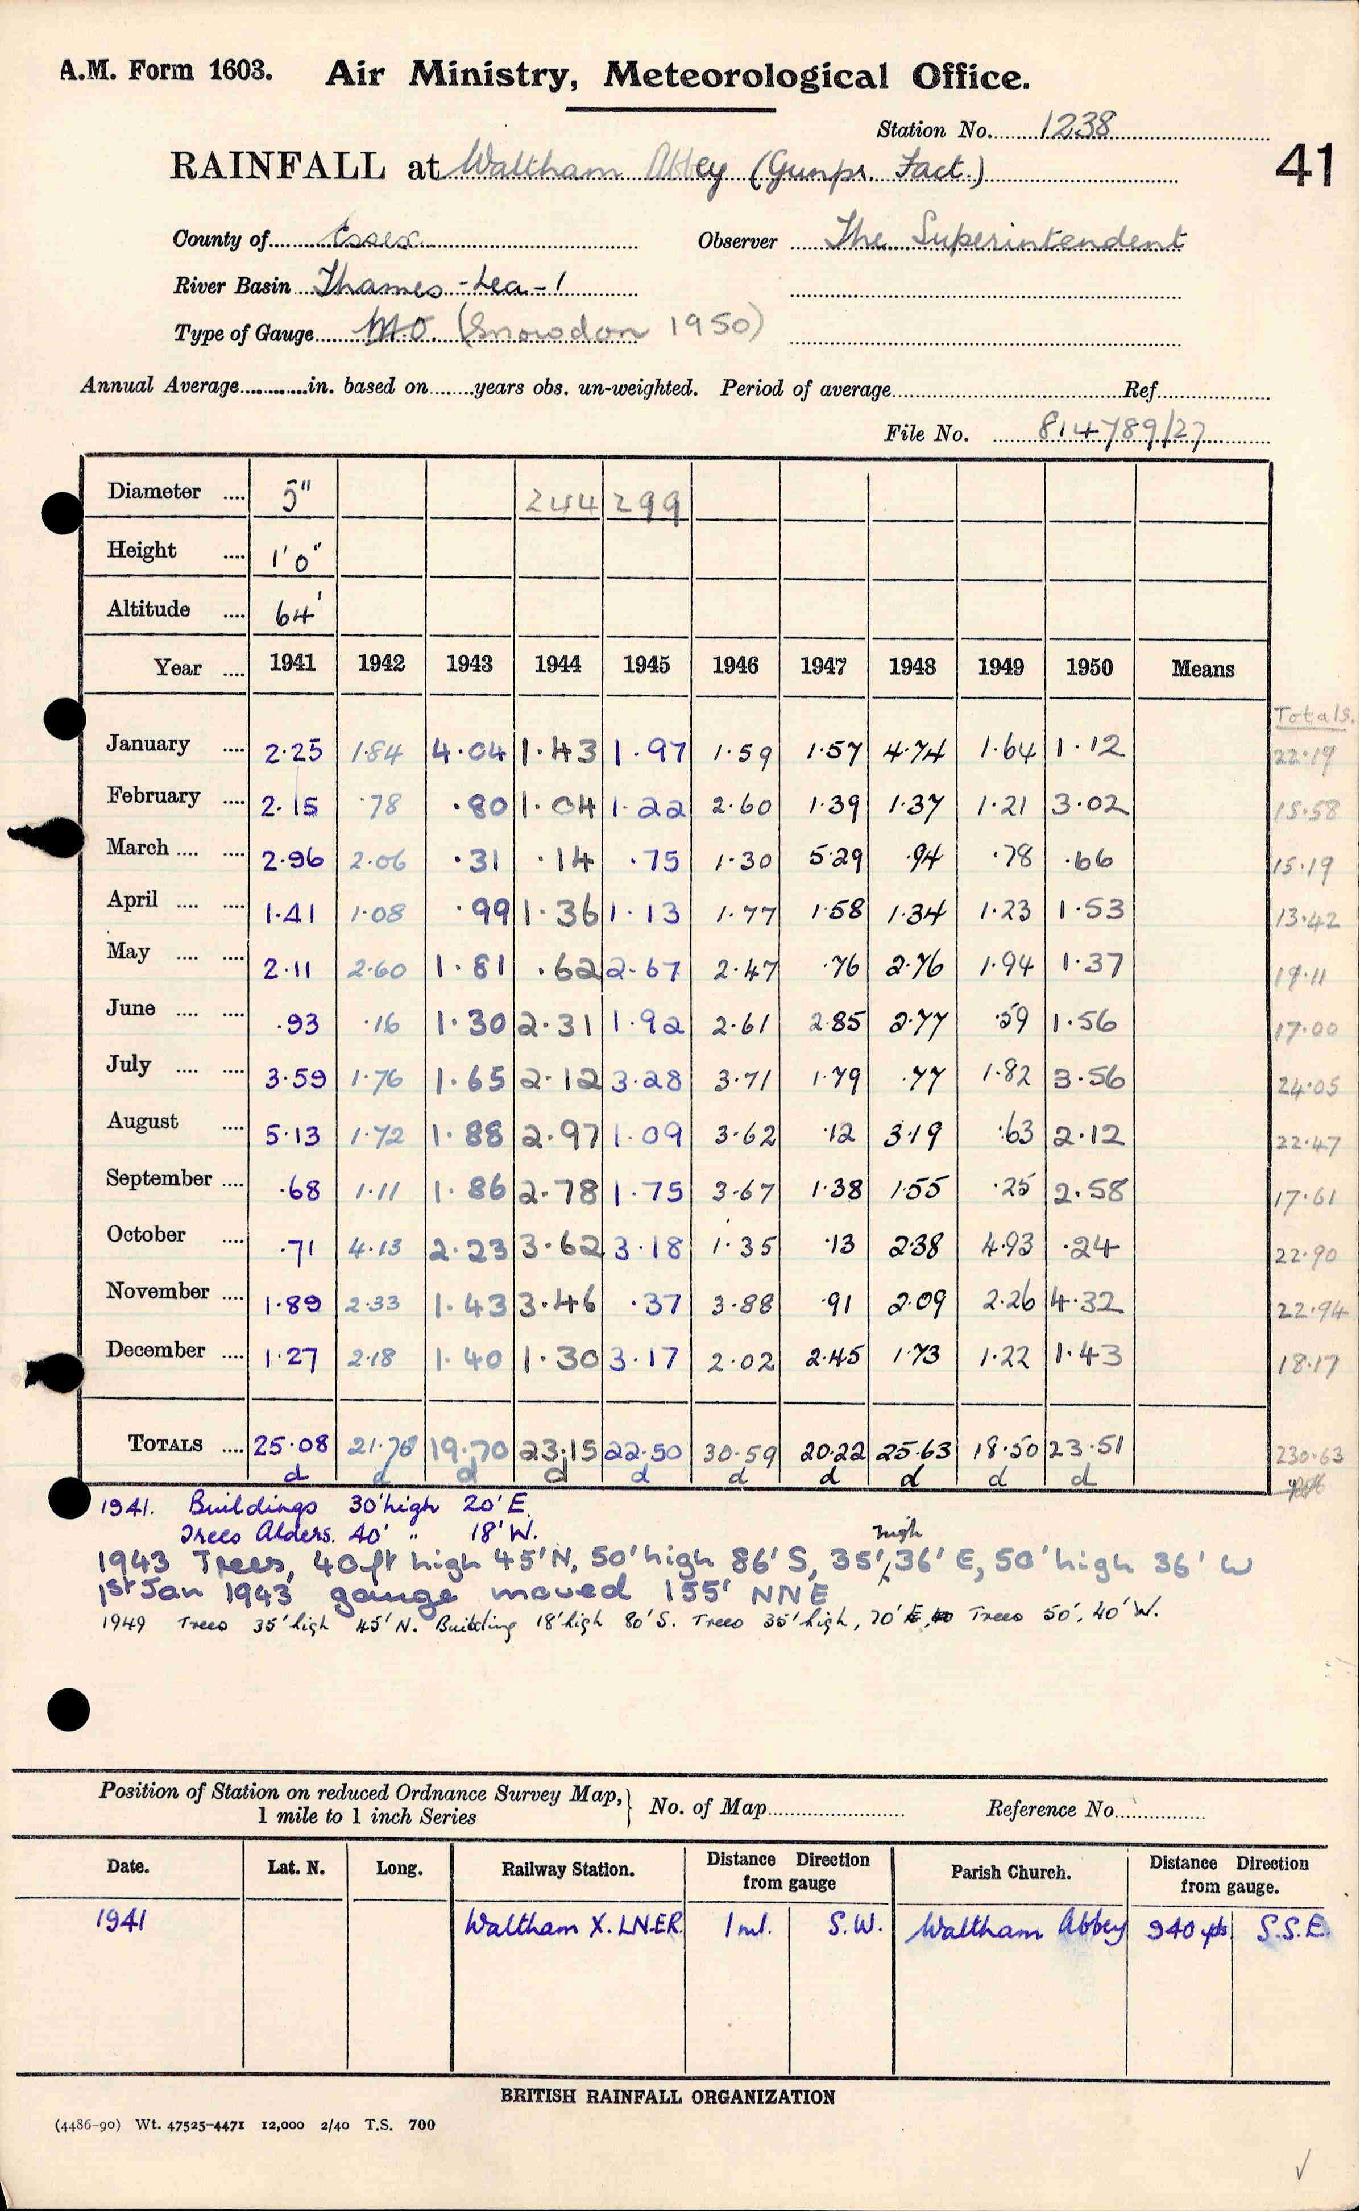 A.M. Form 1603. Air Ministry, Meteorological Office.
Station No. 1238
RAINFALL at Waltham Abbey (Gunpr. Fact.) 41
County of Essex Observer The Superintendent
River Basin Thames - Lea - 1
Type of Gauge M.O. (Snowdon 1950)
Annual Average in. based on years obs. un-weighted. Period of average Ref
File No. 814789/27
Diameter 5" 244 299
Height 1'0"
Altitude 64'
Year 1941 1942 1943 1944 1945 1946 1947 1948 1949 1950 Means
Totals.
January 2.25 1.84 4.04 1.43 1.97 1.59 1.57 4.74 1.64 1.12 22.19
February 2.15 .78 .80 1.04 1.22 2.60 1.39 1.37 1.21 3.02 15.58
March 2.96 2.06 .31 .14 .75 1.30 5.29 .94 .78 .66 15.19
April 1.41 1.08 .99 1.36 1.13 1.77 1.58 1.34 1.23 1.53 13.42
May 2.11 2.60 1.81 .62 2.67 2.47 .76 2.76 1.94 1.37 19.11
June .93 .16 1.30 2.31 1.92 2.61 2.85 2.77 .59 1.56 17.00
July 3.59 1.76 1.65 2.12 3.28 3.71 1.79 .77 1.82 3.56 24.05
August 5.13 1.72 1.88 2.97 1.09 3.62 .12 3.19 .63 2.12 22.47
September .68 1.11 1.86 2.78 1.75 3.67 1.38 1.55 .25 2.58 17.61
October .71 4.13 2.23 3.62 3.18 1.35 .13 2.38 4.93 .24 22.90
November 1.89 2.33 1.43 3.46 .37 3.88 .91 2.09 2.26 4.32 22.94
December 1.27 2.18 1.40 1.30 3.17 2.02 2.45 1.73 1.22 1.43 18.17
TOTALS 25.08 21.75 19.70 23.15 22.50 30.59 20.22 25.63 18.50 23.51 230.63
d d d d d d d d d d
1941. Buildings 30' high 20' E.
Trees Alders. 40' " 18' W.
1943 Trees, 40ft high 45' N, 50' high 86' S, 35' high 36' E, 50' high 36' W
1st Jan 1943 gauge moved 155' NNE
1949 Trees 35' high 45' N. Building 18' high 80' S. Trees 35' high, 70' E, Trees 50', 40' W.
Position of Station on reduced Ordnance Survey Map, 1 mile to 1 inch Series } No. of Map Reference No.
Date. Lat. N. Long. Railway Station. Distance Direction from gauge Parish Church. Distance Direction from gauge.
1941 Waltham X. L.N.E.R. 1 ml. S.W. Waltham Abbey 940 yds S.S.E.
BRITISH RAINFALL ORGANIZATION
(4486-90) Wt. 47525-4471 12,000 2/40 T.S. 700